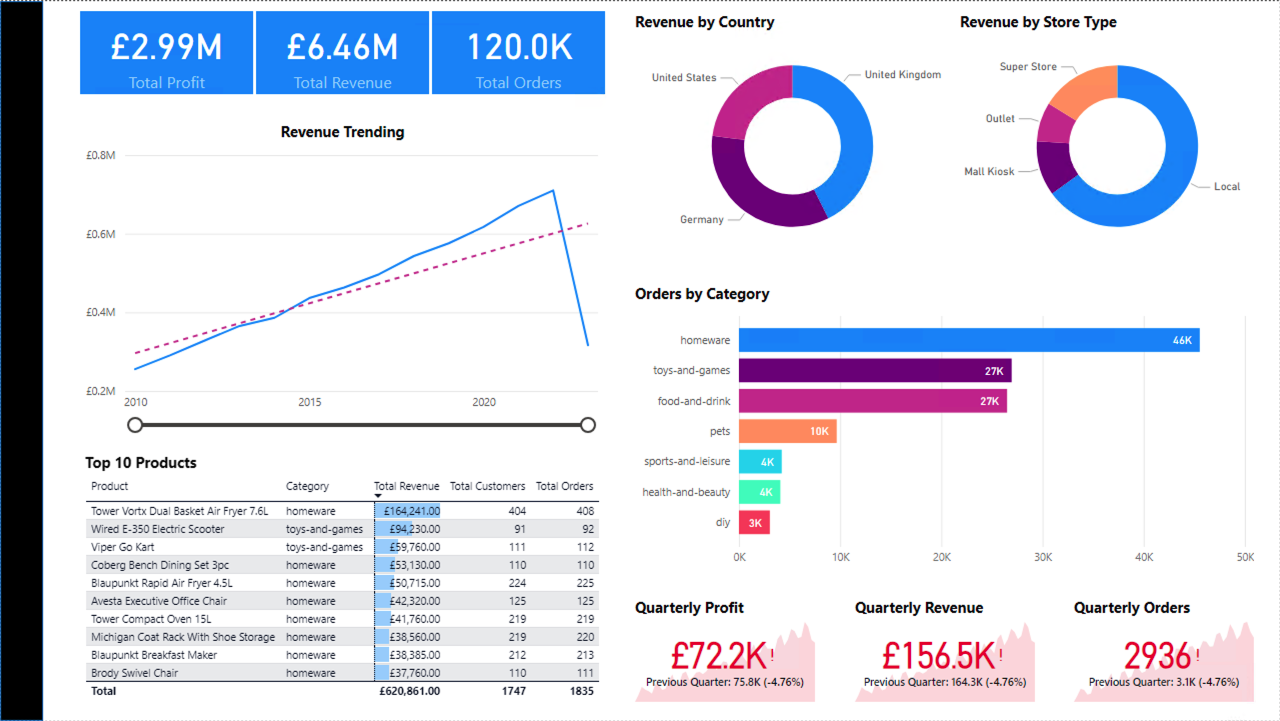 £2.99M
Total Profit
£6.46M
Total Revenue
120.0K
Total Orders
Revenue Trending
£0.8M
£0.6M
£0.4M
£0.2M
2010
2015
2020
Top 10 Products
Product Category Total Revenue Total Customers Total Orders
Tower Vortx Dual Basket Air Fryer 7.6L homeware £164,241.00 404 408
Wired E-350 Electric Scooter toys-and-games £94,230.00 91 92
Viper Go Kart toys-and-games £59,760.00 111 112
Coberg Bench Dining Set 3pc homeware £53,130.00 110 110
Blaupunkt Rapid Air Fryer 4.5L homeware £50,715.00 224 225
Avesta Executive Office Chair homeware £42,320.00 125 125
Tower Compact Oven 15L homeware £41,760.00 219 219
Michigan Coat Rack With Shoe Storage homeware £38,560.00 219 220
Blaupunkt Breakfast Maker homeware £38,385.00 212 213
Brody Swivel Chair homeware £37,760.00 110 111
Total £620,861.00 1747 1835
Revenue by Country
United States
United Kingdom
Germany
Revenue by Store Type
Super Store
Outlet
Mall Kiosk
Local
Orders by Category
homeware 46K
toys-and-games 27K
food-and-drink 27K
pets 10K
sports-and-leisure 4K
health-and-beauty 4K
diy 3K
0K 10K 20K 30K 40K 50K
Quarterly Profit
£72.2K!
Previous Quarter: 75.8K (-4.76%)
Quarterly Revenue
£156.5K!
Previous Quarter: 164.3K (-4.76%)
Quarterly Orders
2936!
Previous Quarter: 3.1K (-4.76%)